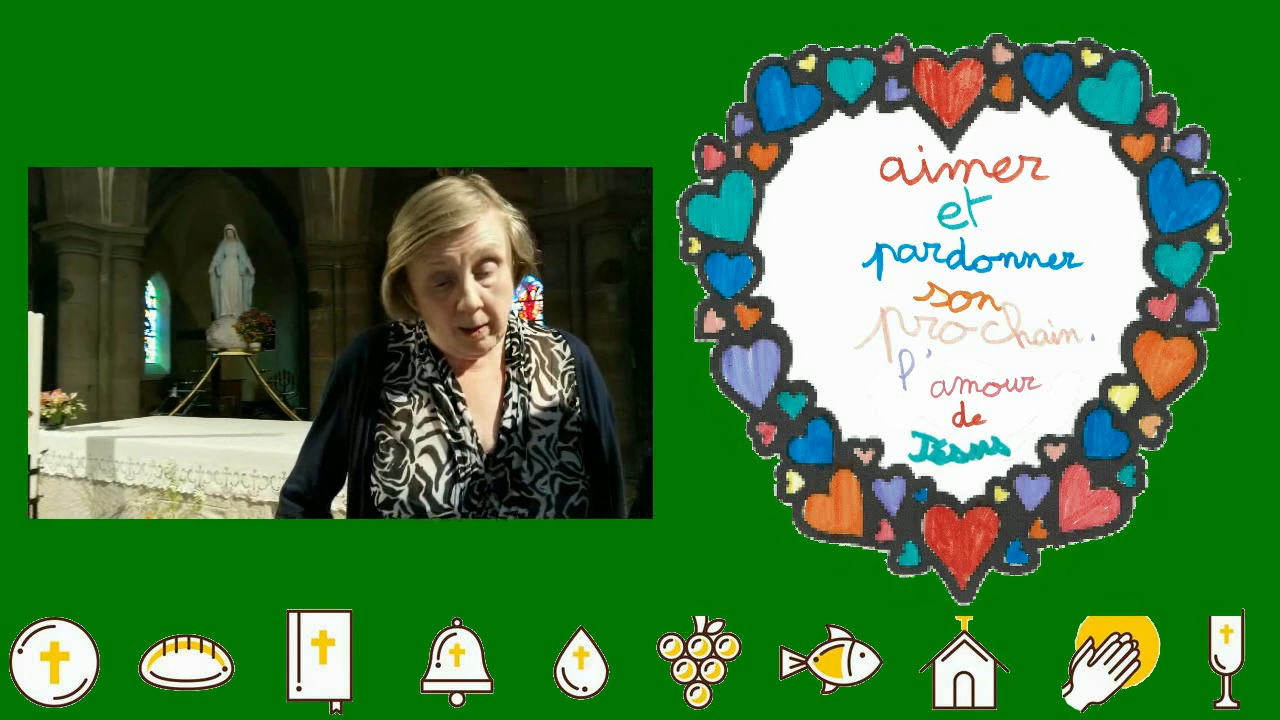 aimer
et
pardonner
son
prochain.
l'amour
de
Jésus